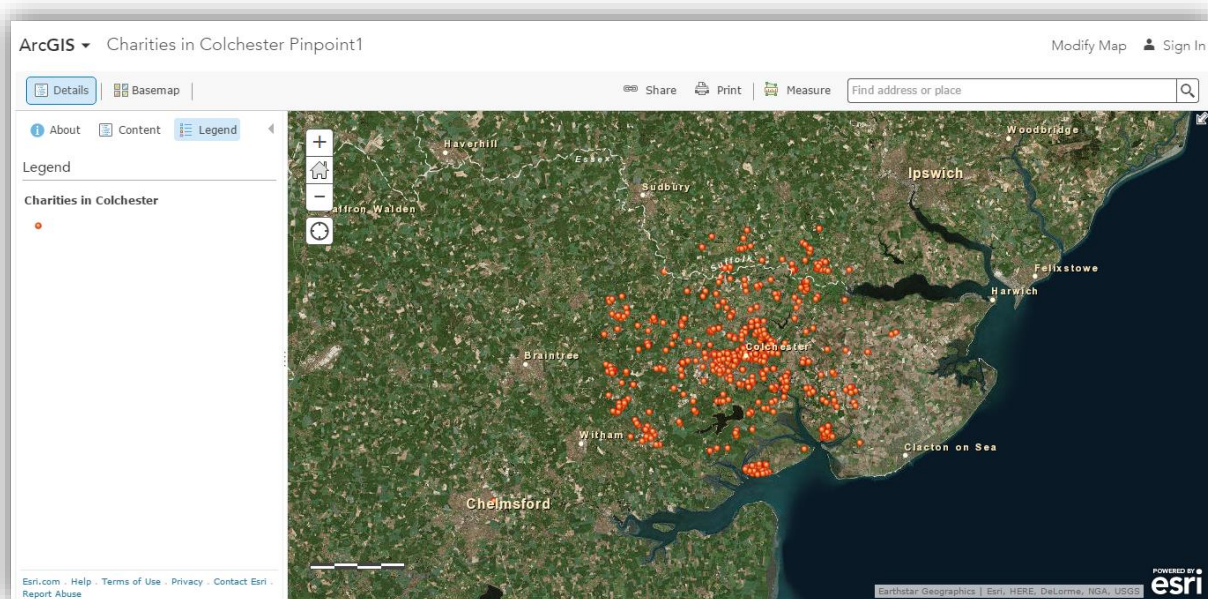 ArcGIS Charities in Colchester Pinpoint1
Modify Map Sign In
Details Basemap
Share Print Measure Find address or place
About Content Legend
Legend
Charities in Colchester
Haverhill
Woodbridge
Essex
Ipswich
Sudbury
affron Walden
Suffolk
Felixstowe
Harwich
Colchester
Braintree
Witham
Clacton on Sea
Chelmsford
Esri.com . Help . Terms of Use . Privacy . Contact Esri .
Report Abuse
Earthstar Geographics | Esri, HERE, DeLorme, NGA, USGS
POWERED BY
esri